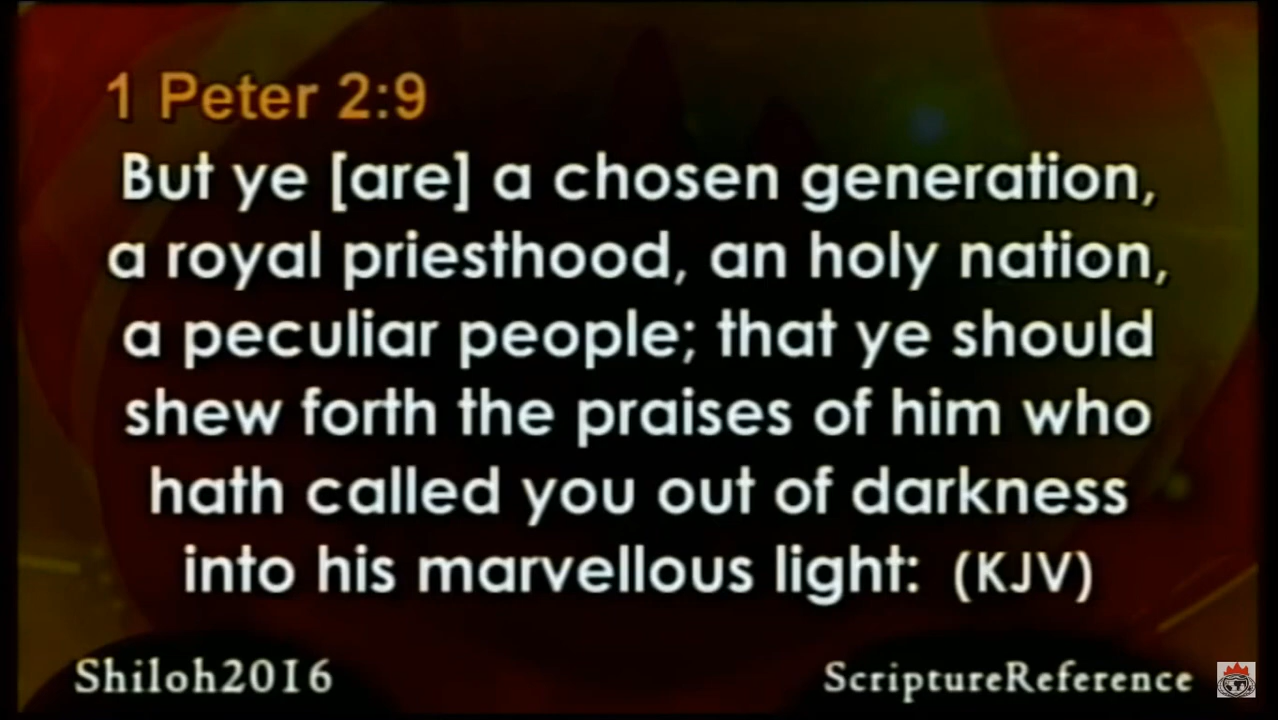 1 Peter 2:9
But ye [are] a chosen generation,
a royal priesthood, an holy nation,
a peculiar people; that ye should
shew forth the praises of him who
hath called you out of darkness
into his marvellous light: (KJV)
Shiloh2016
ScriptureReference